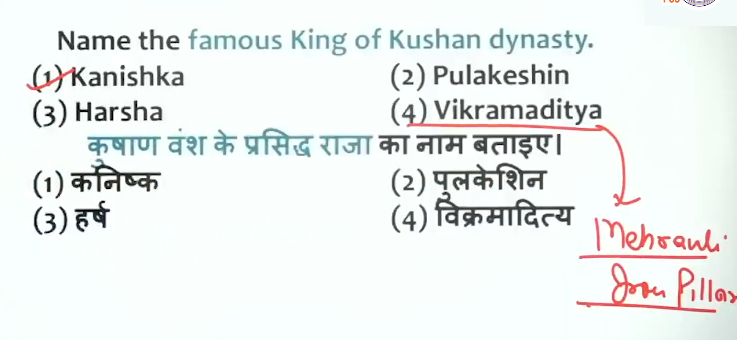 Name the famous King of Kushan dynasty.
(1) Kanishka (2) Pulakeshin
(3) Harsha (4) Vikramaditya
कुषाण वंश के प्रसिद्ध राजा का नाम बताइए।
(1) कनिष्क (2) पुलकेशिन
(3) हर्ष (4) विक्रमादित्य
Mehrauli
Iron Pillar